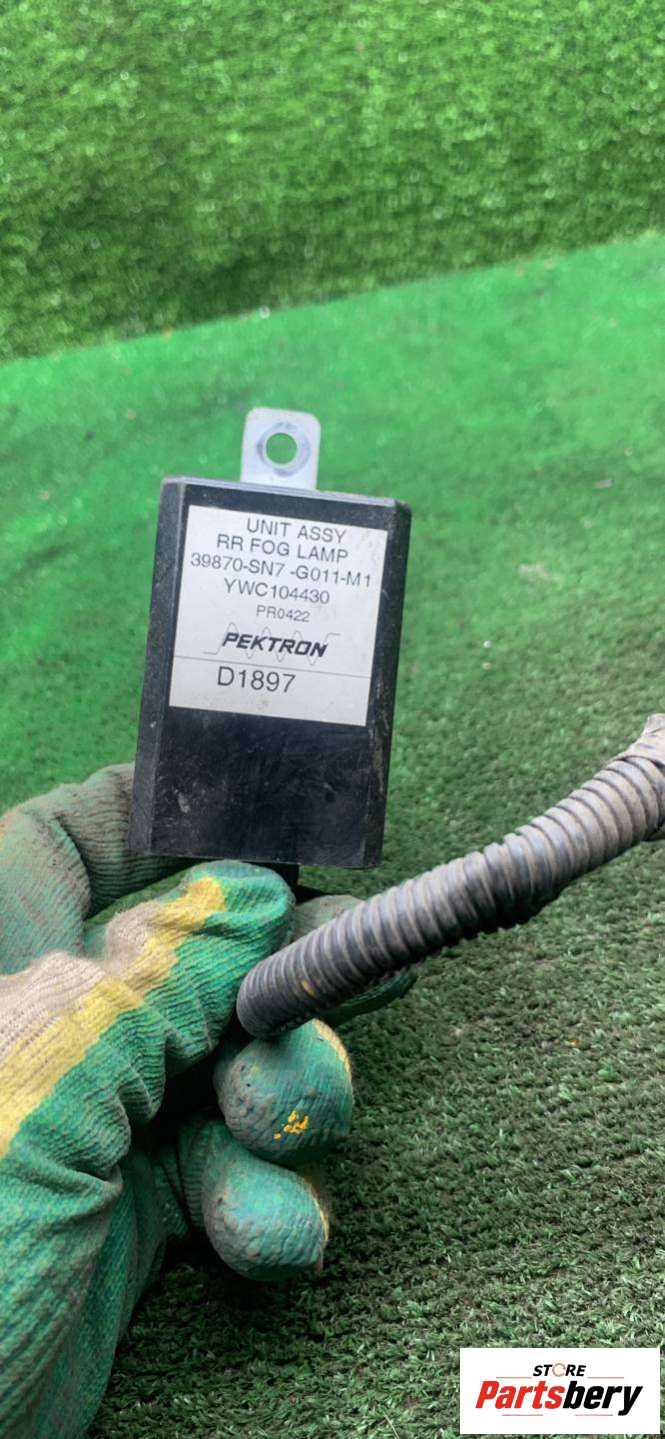 UNIT ASSY
RR FOG LAMP
39870-SN7 -G011-M1
YWC104430
PR0422
PEKTRON
D1897
STORE
Partsbery